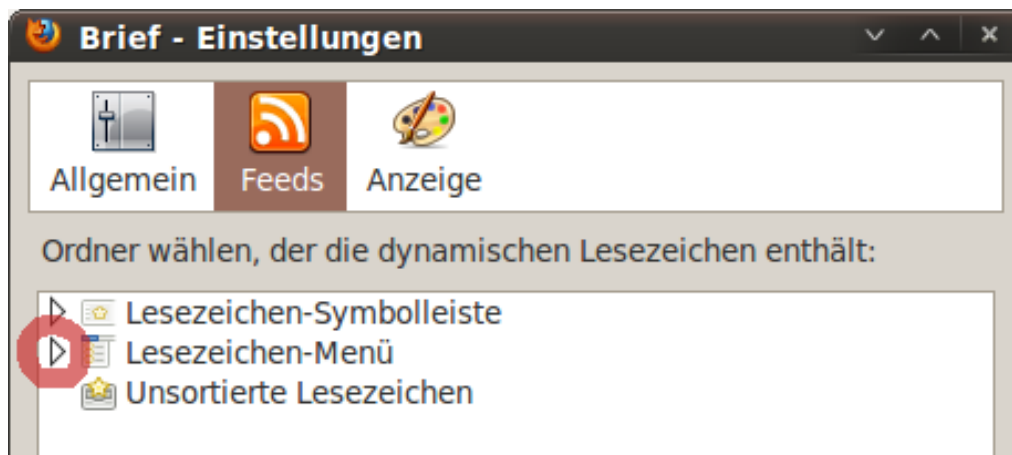 Brief - Einstellungen
Allgemein Feeds Anzeige
Ordner wählen, der die dynamischen Lesezeichen enthält:
Lesezeichen-Symbolleiste
Lesezeichen-Menü
Unsortierte Lesezeichen